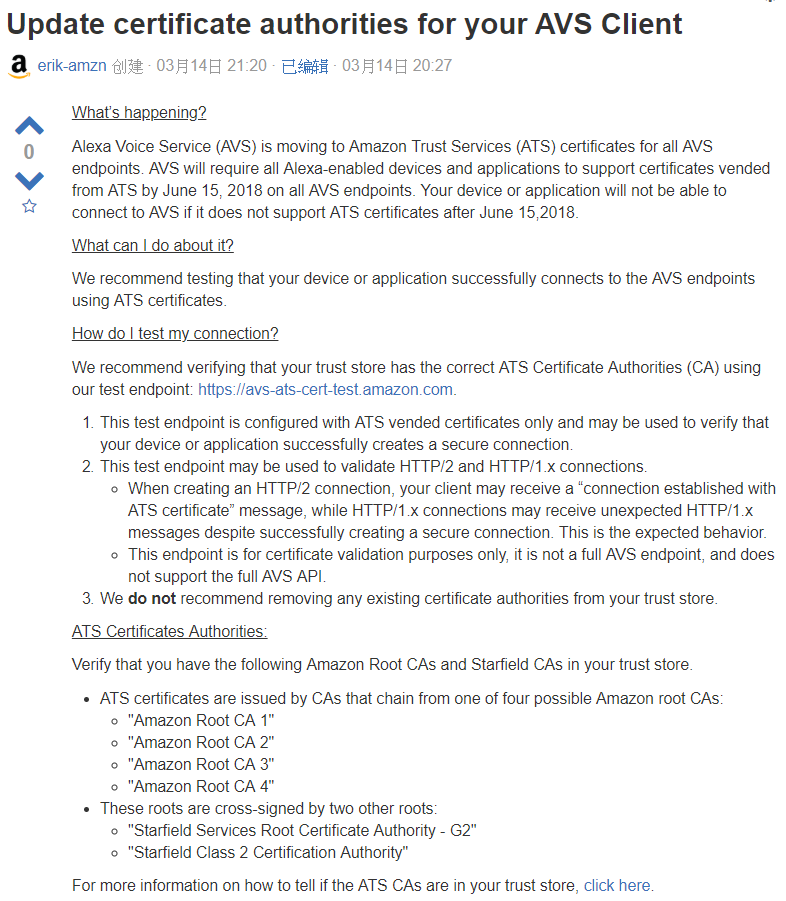 Update certificate authorities for your AVS Client
erik-amzn 创建 · 03月14日 21:20 · 已编辑 · 03月14日 20:27
What's happening?
Alexa Voice Service (AVS) is moving to Amazon Trust Services (ATS) certificates for all AVS
endpoints. AVS will require all Alexa-enabled devices and applications to support certificates vended
from ATS by June 15, 2018 on all AVS endpoints. Your device or application will not be able to
connect to AVS if it does not support ATS certificates after June 15,2018.
0
What can I do about it?
We recommend testing that your device or application successfully connects to the AVS endpoints
using ATS certificates.
How do I test my connection?
We recommend verifying that your trust store has the correct ATS Certificate Authorities (CA) using
our test endpoint: https://avs-ats-cert-test.amazon.com.
1. This test endpoint is configured with ATS vended certificates only and may be used to verify that
your device or application successfully creates a secure connection.
2. This test endpoint may be used to validate HTTP/2 and HTTP/1.x connections.
◦ When creating an HTTP/2 connection, your client may receive a “connection established with
ATS certificate” message, while HTTP/1.x connections may receive unexpected HTTP/1.x
messages despite successfully creating a secure connection. This is the expected behavior.
◦ This endpoint is for certificate validation purposes only, it is not a full AVS endpoint, and does
not support the full AVS API.
3. We do not recommend removing any existing certificate authorities from your trust store.
ATS Certificates Authorities:
Verify that you have the following Amazon Root CAs and Starfield CAs in your trust store.
• ATS certificates are issued by CAs that chain from one of four possible Amazon root CAs:
◦ "Amazon Root CA 1"
◦ "Amazon Root CA 2"
◦ "Amazon Root CA 3"
◦ "Amazon Root CA 4"
• These roots are cross-signed by two other roots:
◦ "Starfield Services Root Certificate Authority - G2"
◦ "Starfield Class 2 Certification Authority"
For more information on how to tell if the ATS CAs are in your trust store, click here.